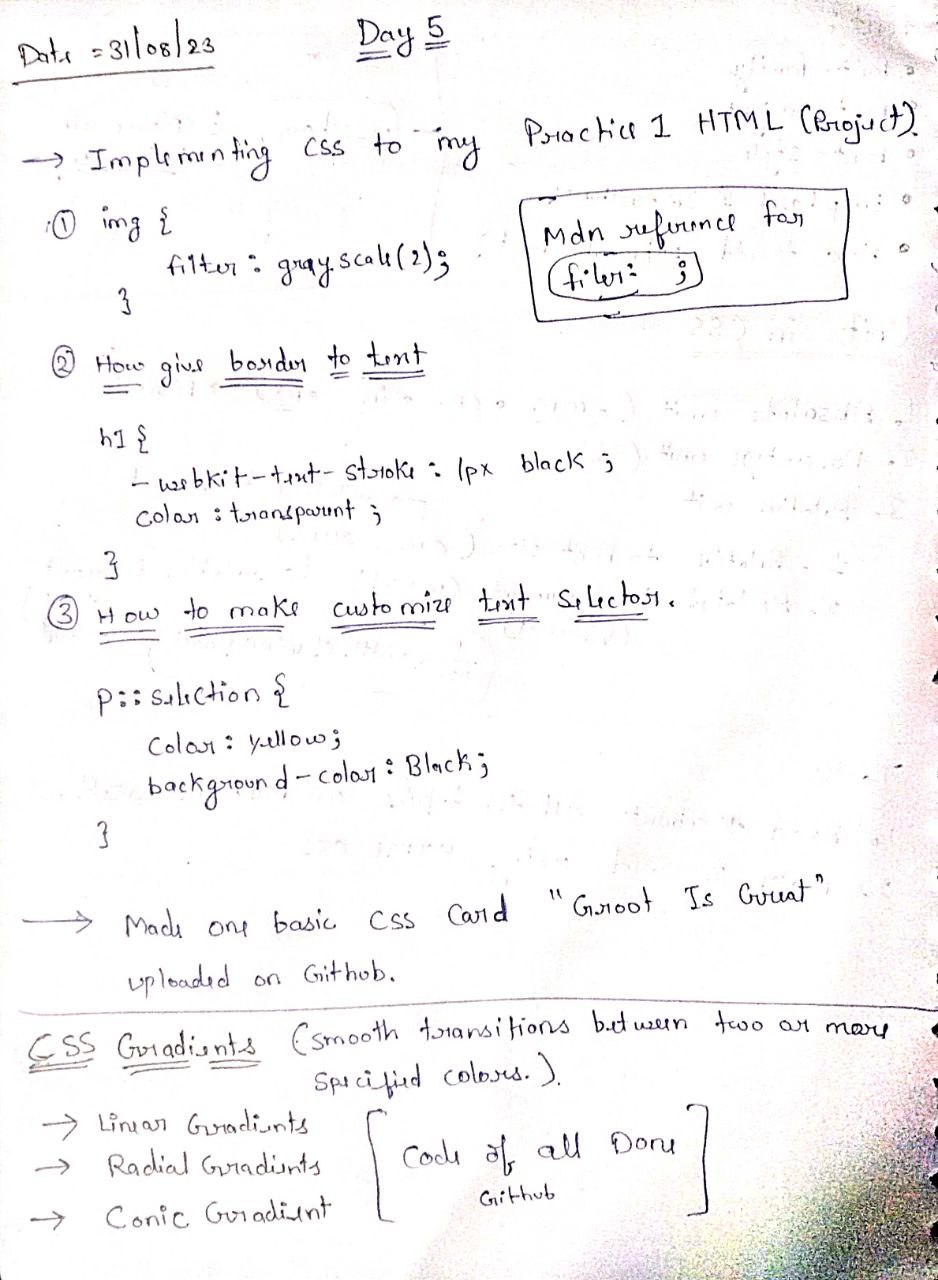 Date = 31/08/23
Day 5
→ Implementing CSS to my Practice 1 HTML (Project).
① img {
filter : grayscale(2);
}
Mdn reference for
filer: ;
② How give border to text
h1 {
-webkit-text-stroke : 1px black ;
color : transparent ;
}
③ How to make customize text selector.
p::selection {
Color : yellow;
background-color : Black;
}
→ Made one basic CSS Card "Groot Is Great"
uploaded on Github.
CSS Gradients (smooth transitions between two or more
specified colors.).
→ Linear Gradients
→ Radial Gradients
→ Conic Gradient
[ Code of all Done
Github ]